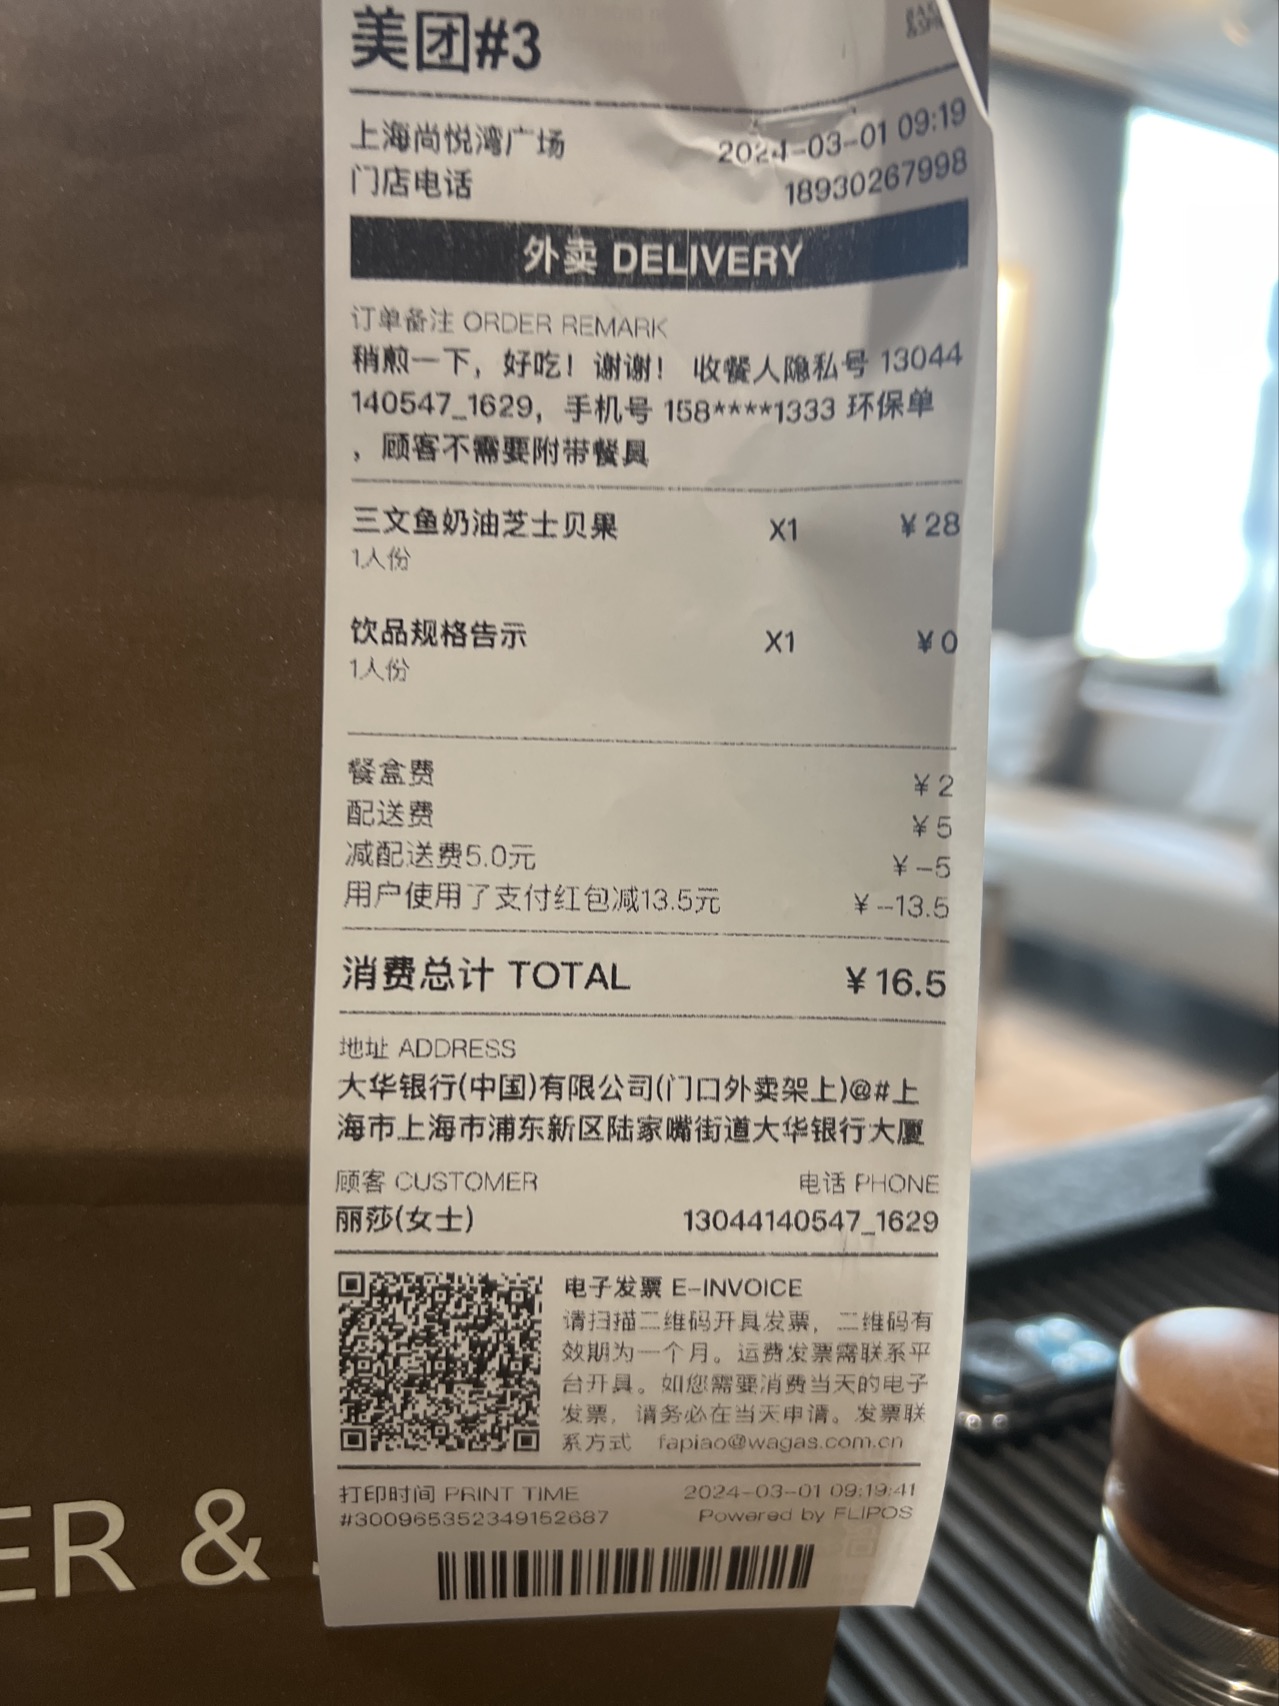 美团#3
上海尚悦湾广场 2024-03-01 09:19
门店电话 18930267998
外卖 DELIVERY
订单备注 ORDER REMARK
稍煎一下，好吃！谢谢！ 收餐人隐私号 13044
140547_1629，手机号 158****1333 环保单
，顾客不需要附带餐具
三文鱼奶油芝士贝果 X1 ¥28
1人份
饮品规格告示 X1 ¥0
1人份
餐盒费 ¥2
配送费 ¥5
减配送费5.0元 ¥-5
用户使用了支付红包减13.5元 ¥-13.5
消费总计 TOTAL ¥16.5
地址 ADDRESS
大华银行(中国)有限公司(门口外卖架上)@#上
海市上海市浦东新区陆家嘴街道大华银行大厦
顾客 CUSTOMER 电话 PHONE
丽莎(女士) 13044140547_1629
电子发票 E-INVOICE
请扫描二维码开具发票，二维码有
效期为一个月。运费发票需联系平
台开具。如您需要消费当天的电子
发票，请务必在当天申请。发票联
系方式 fapiao@wagas.com.cn
打印时间 PRINT TIME 2024-03-01 09:19:41
#300965352349152687 Powered by FLIPOS
ER &